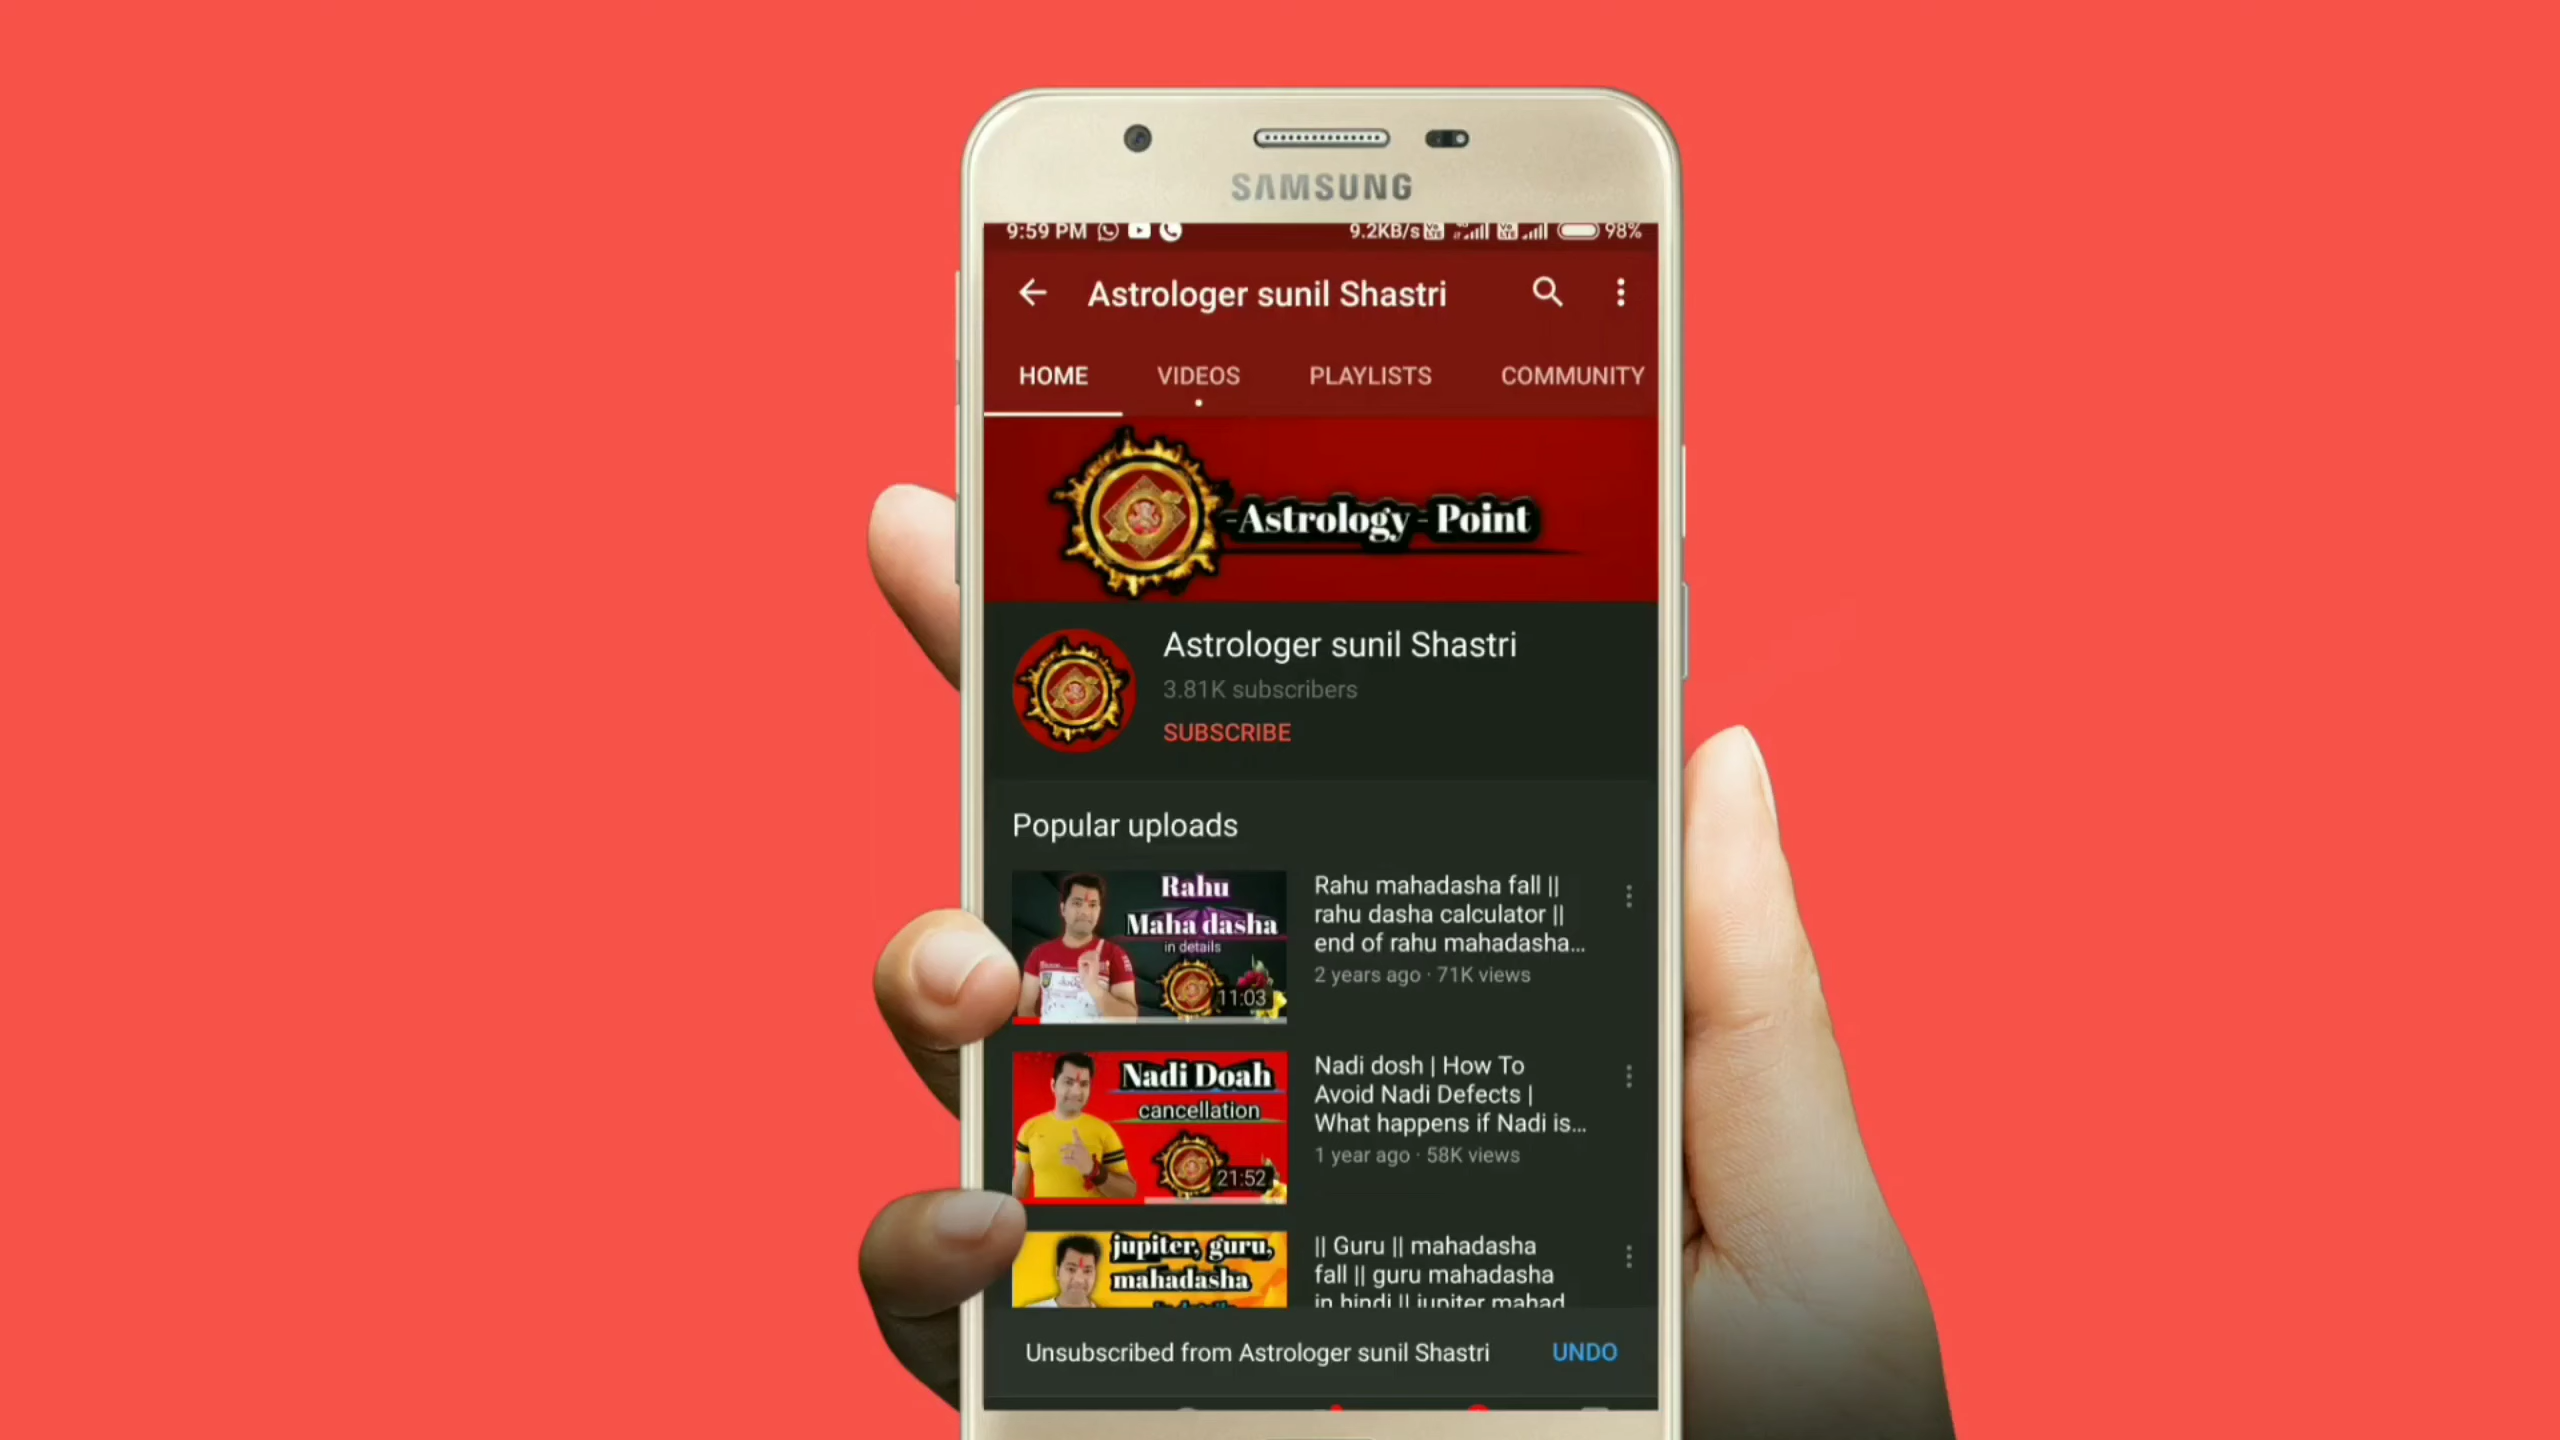 SAMSUNG
9:59 PM 9.2KB/s 98%
Astrologer sunil Shastri
HOME VIDEOS PLAYLISTS COMMUNITY
-Astrology - Point
Astrologer sunil Shastri
3.81K subscribers
SUBSCRIBE
Popular uploads
Rahu
Maha dasha
in details
11:03
Rahu mahadasha fall ||
rahu dasha calculator ||
end of rahu mahadasha...
2 years ago · 71K views
Nadi Doah
cancellation
21:52
Nadi dosh | How To
Avoid Nadi Defects |
What happens if Nadi is...
1 year ago · 58K views
jupiter, guru,
mahadasha
|| Guru || mahadasha
fall || guru mahadasha
in hindi || jupiter mahad
Unsubscribed from Astrologer sunil Shastri UNDO